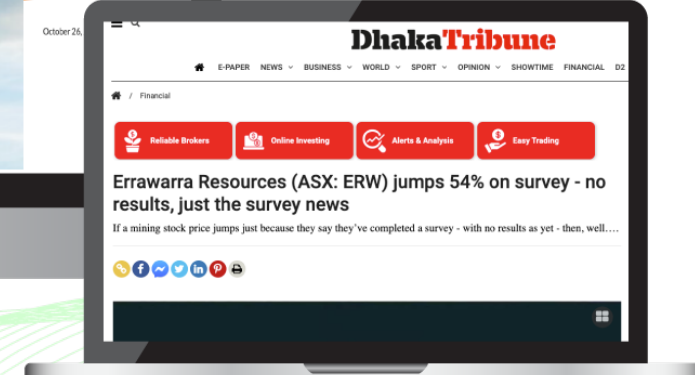 October 26,
DhakaTribune
E-PAPER NEWS BUSINESS WORLD SPORT OPINION SHOWTIME FINANCIAL D2
/ Financial
Reliable Brokers Online Investing Alerts & Analysis Easy Trading
Errawarra Resources (ASX: ERW) jumps 54% on survey - no
results, just the survey news
If a mining stock price jumps just because they say they've completed a survey - with no results as yet - then, well....